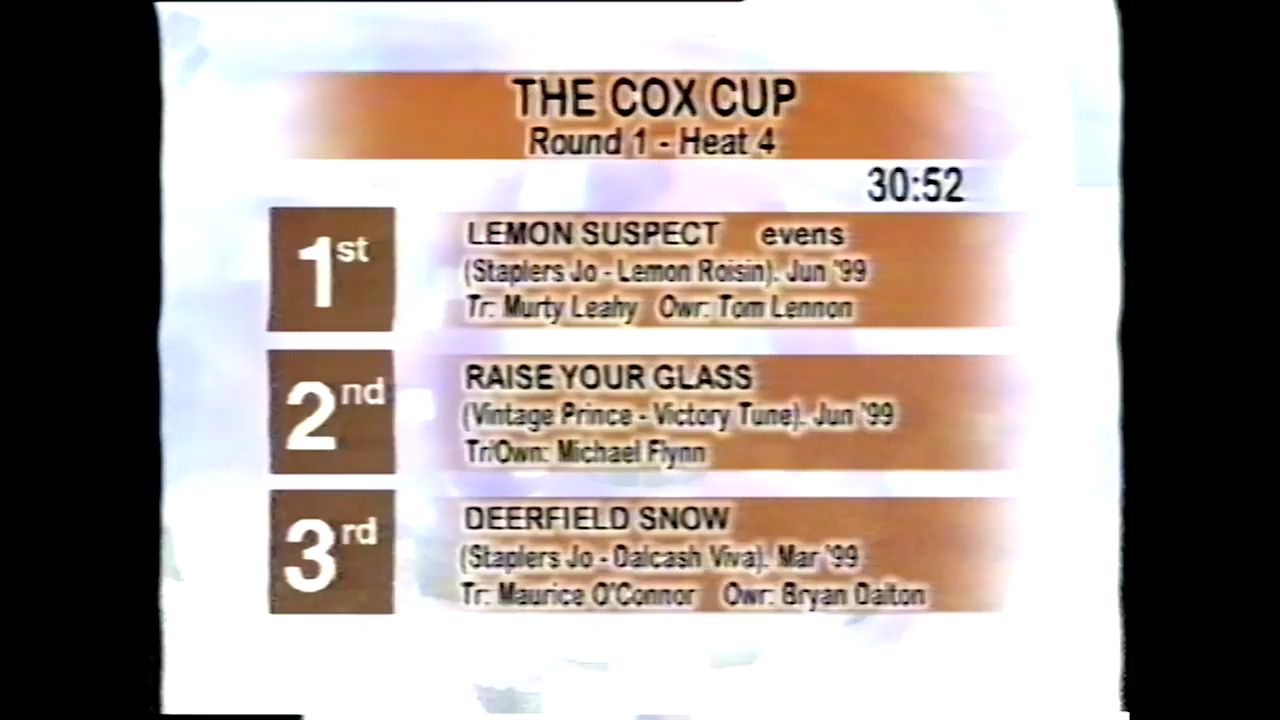 THE COX CUP
Round 1 - Heat 4
30:52
1st
LEMON SUSPECT evens
(Staplers Jo - Lemon Roisin). Jun '99
Tr: Murty Leahy Owr: Tom Lennon
2nd
RAISE YOUR GLASS
(Vintage Prince - Victory Tune). Jun '99
Tr/Own: Michael Flynn
3rd
DEERFIELD SNOW
(Staplers Jo - Dalcash Viva). Mar '99
Tr: Maurice O'Connor Owr: Bryan Dalton